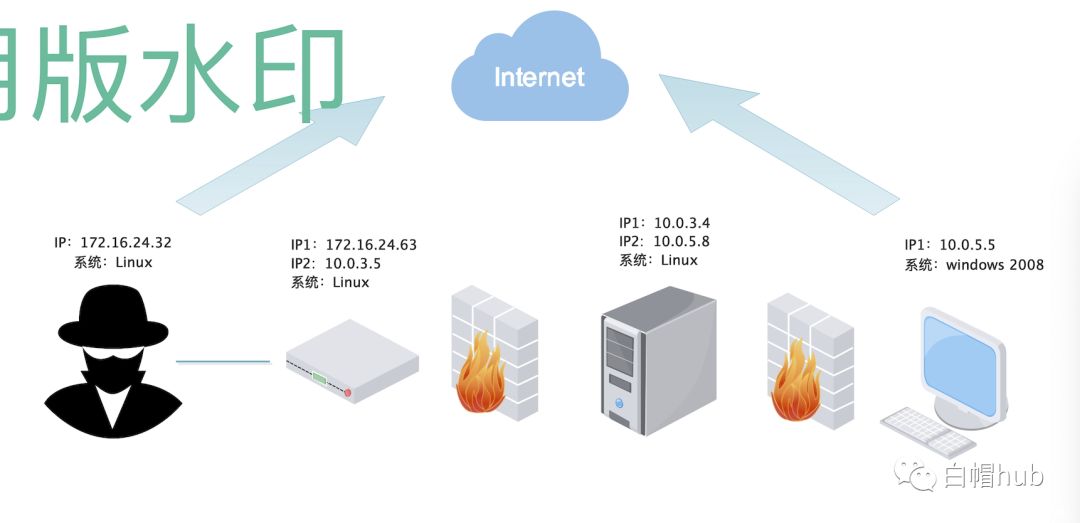 版水印
Internet
IP：172.16.24.32
系统：Linux
IP1：172.16.24.63
IP2：10.0.3.5
系统：Linux
IP1：10.0.3.4
IP2：10.0.5.8
系统：Linux
IP1：10.0.5.5
系统：windows 2008
白帽hub